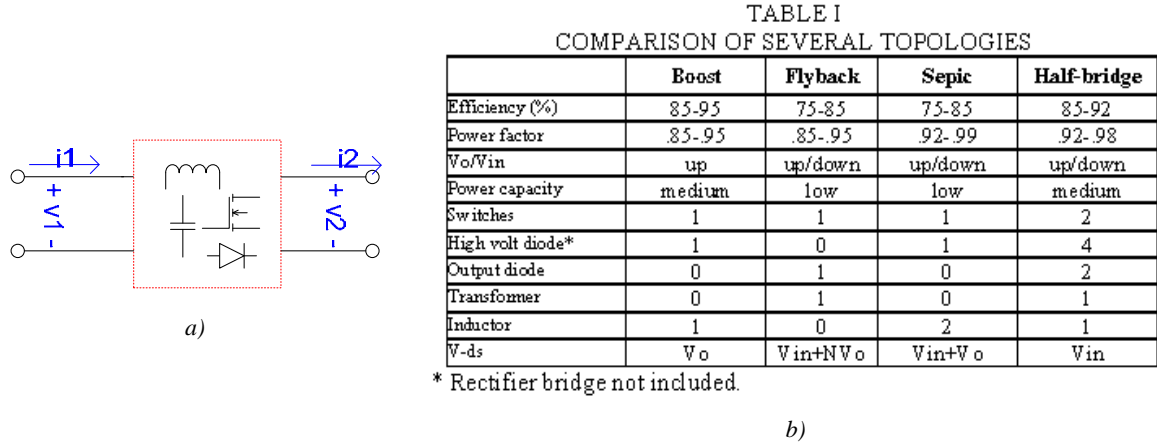 i1
i2
+ v1 -
+ v2 -
a)
TABLE I
COMPARISON OF SEVERAL TOPOLOGIES
Boost Flyback Sepic Half-bridge
Efficiency (%) 85-95 75-85 75-85 85-92
Power factor .85-.95 .85-.95 .92-.99 .92-.98
Vo/Vin up up/down up/down up/down
Power capacity medium low low medium
Switches 1 1 1 2
High volt diode* 1 0 1 4
Output diode 0 1 0 2
Transformer 0 1 0 1
Inductor 1 0 2 1
V-ds Vo Vin+NVo Vin+Vo Vin
* Rectifier bridge not included.
b)